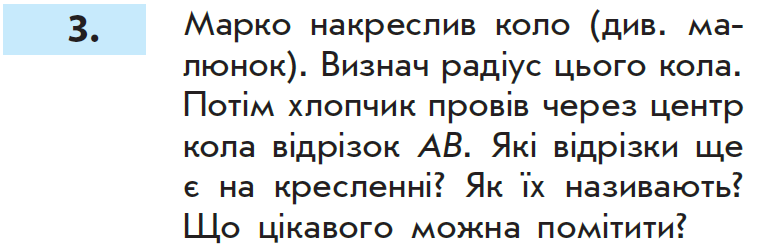 3.
Марко накреслив коло (див. ма-
люнок). Визнач радіус цього кола.
Потім хлопчик провів через центр
кола відрізок АВ. Які відрізки ще
є на кресленні? Як їх називають?
Що цікавого можна помітити?